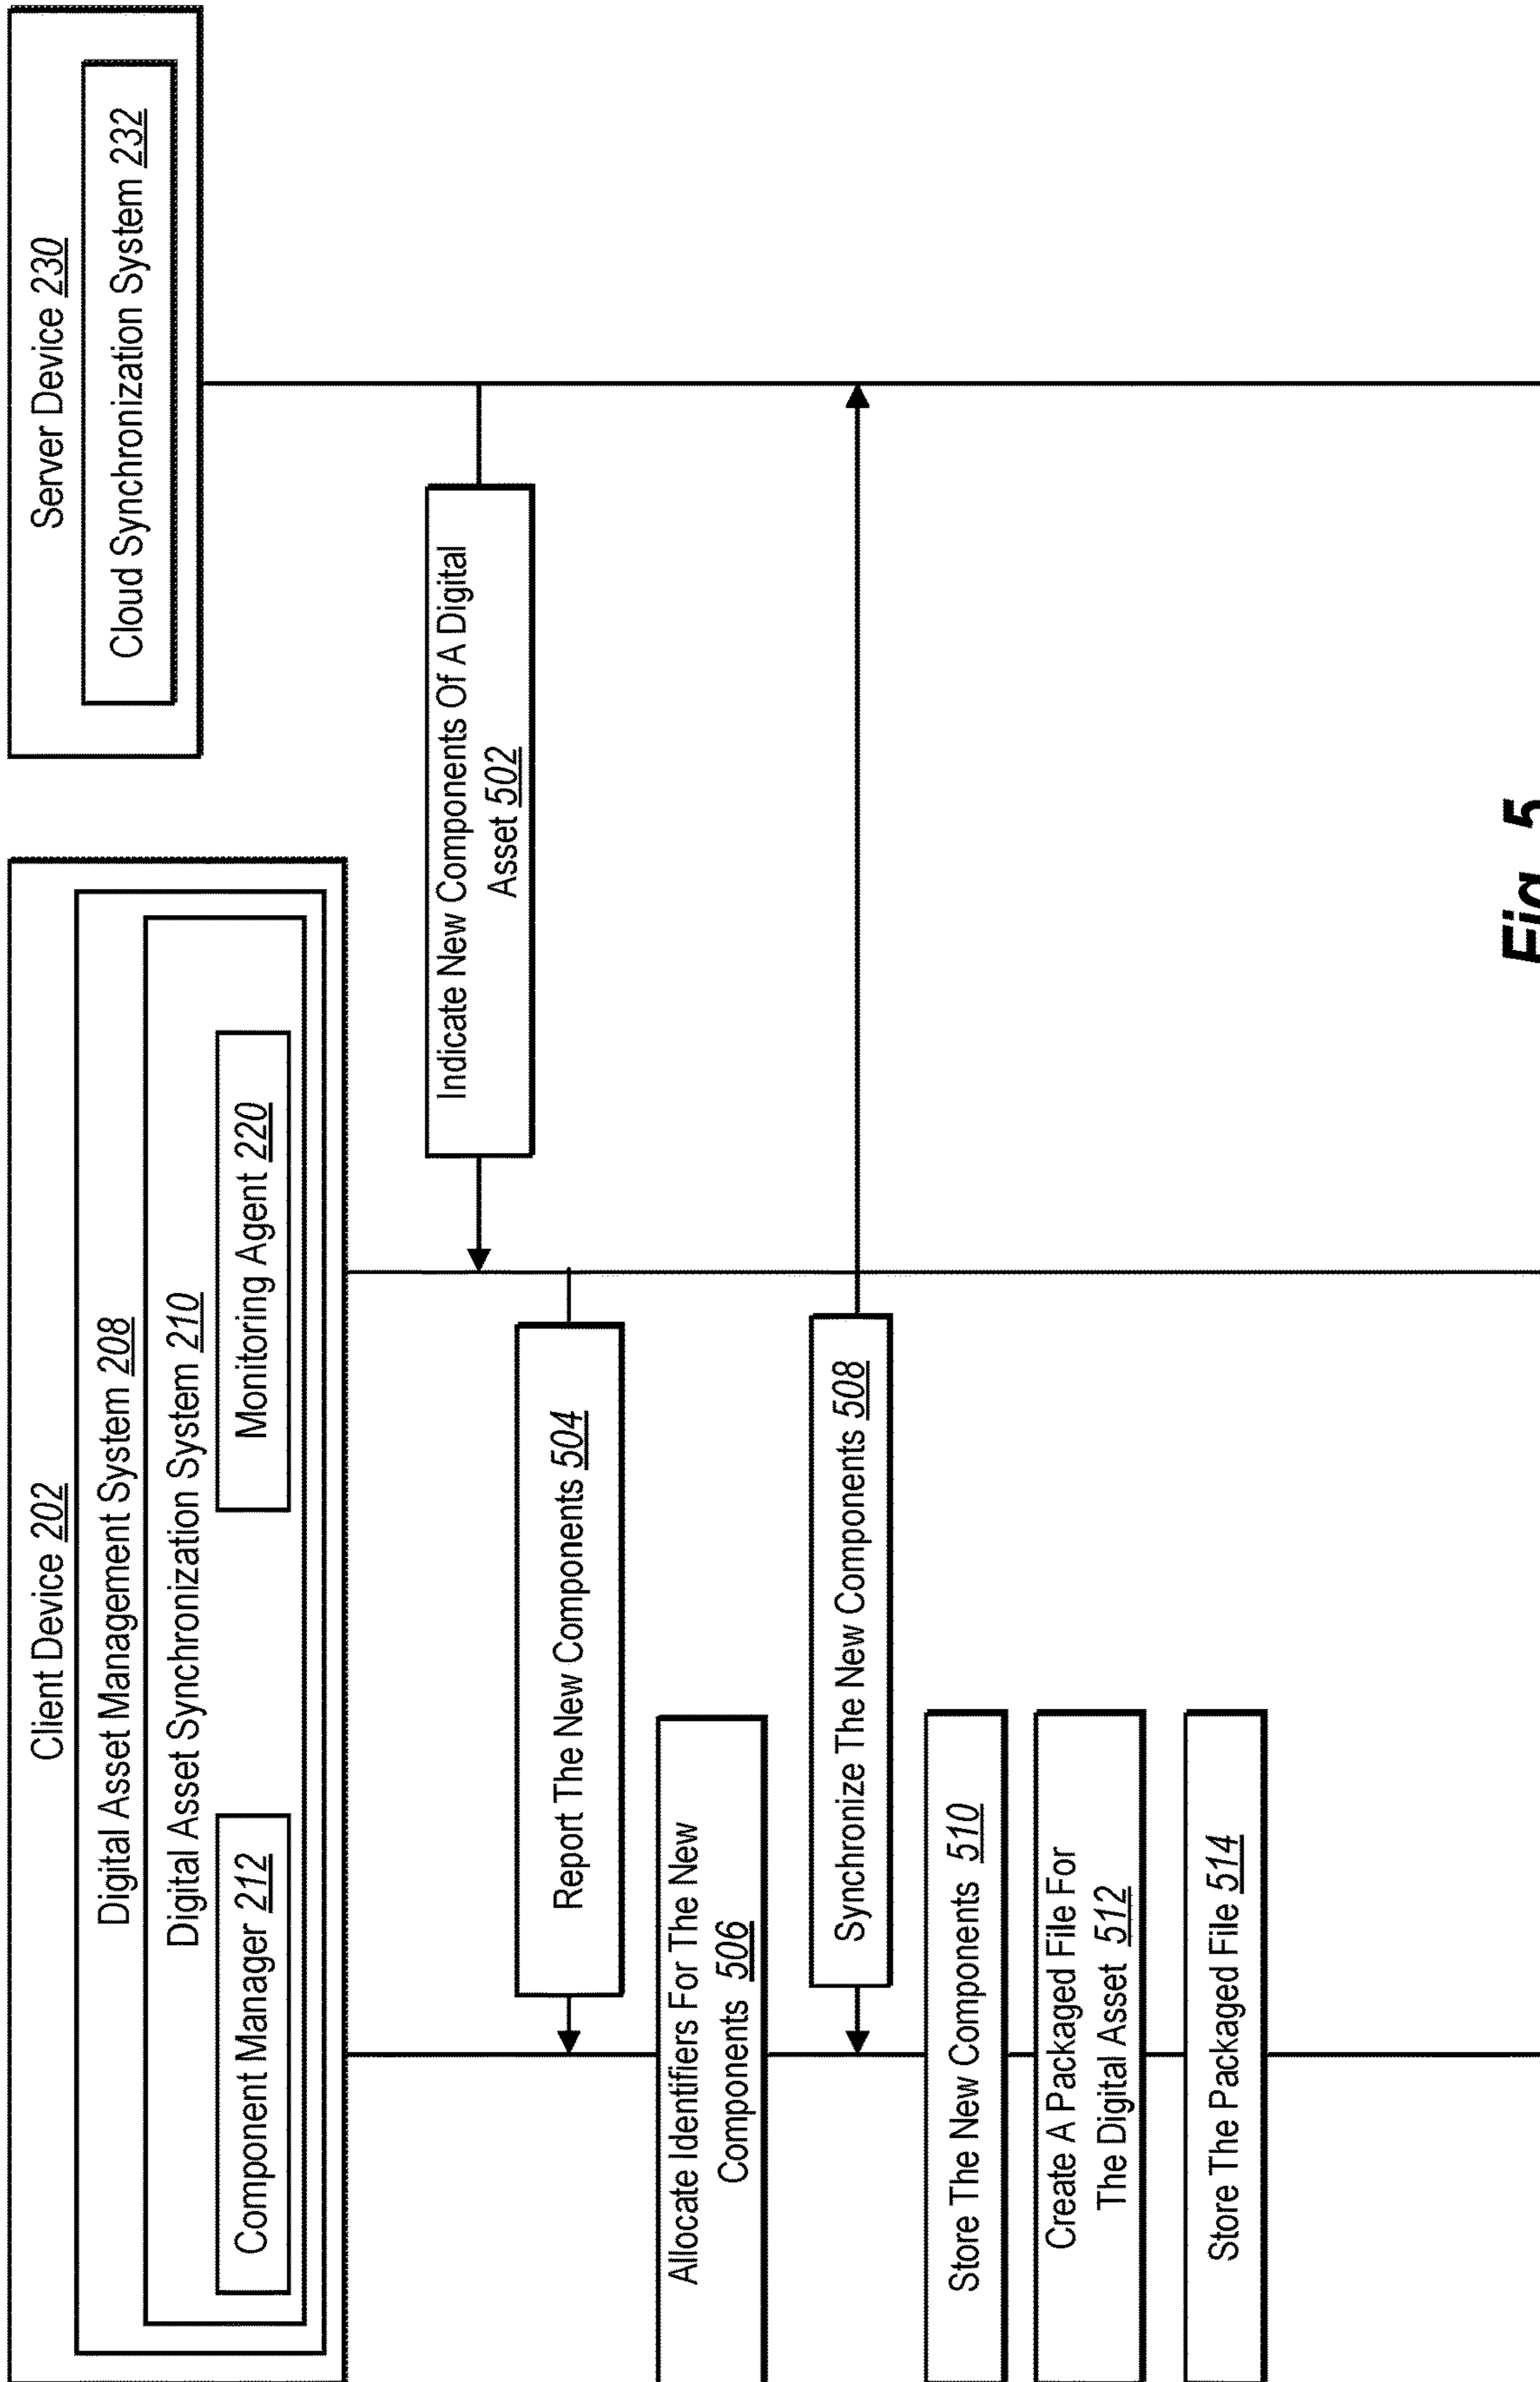 Client Device 202
Digital Asset Management System 208
Digital Asset Synchronization System 210
Component Manager 212
Monitoring Agent 220
Server Device 230
Cloud Synchronization System 232
Indicate New Components Of A Digital
Asset 502
Report The New Components 504
Allocate Identifiers For The New
Components 506
Synchronize The New Components 508
Store The New Components 510
Create A Packaged File For
The Digital Asset 512
Store The Packaged File 514
Fig. 5